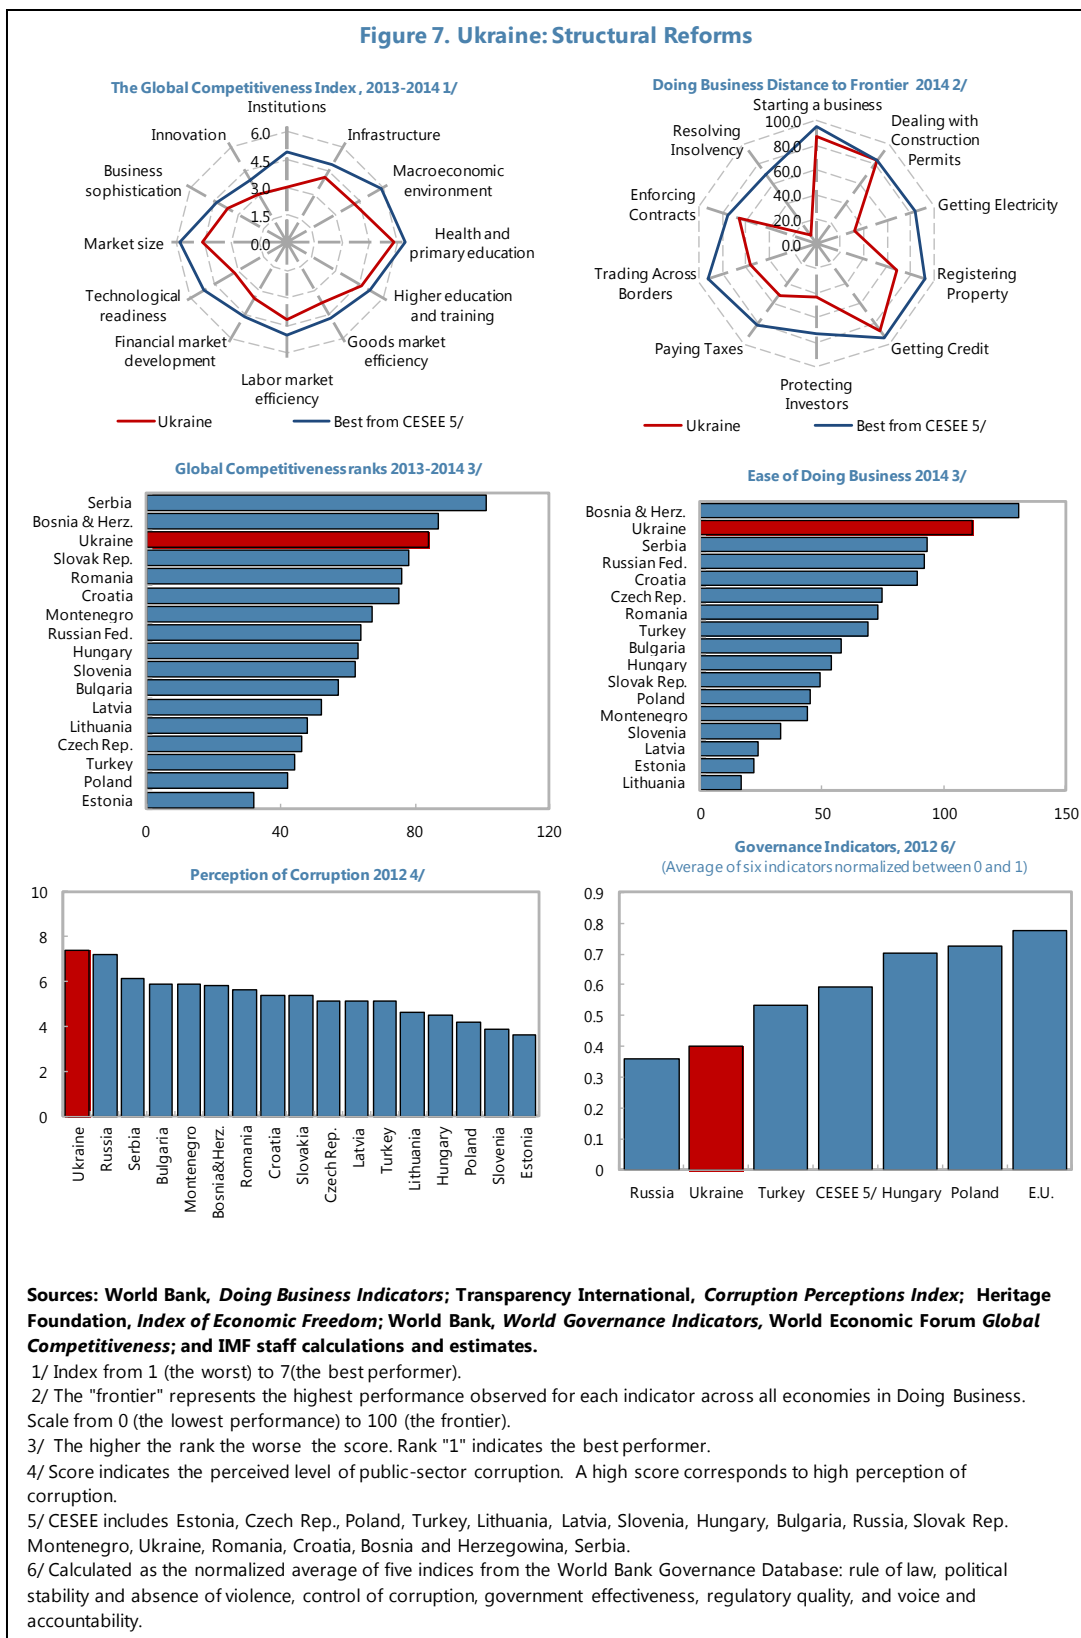 Figure 7. Ukraine: Structural Reforms
The Global Competitiveness Index, 2013-2014 1/
Institutions
Infrastructure
Macroeconomic
environment
Health and
primary education
Higher education
and training
Goods market
efficiency
Labor market
efficiency
Financial market
development
Technological
readiness
Market size
Business
sophistication
Innovation
6.0
4.5
3.0
1.5
0.0
Ukraine
Best from CESEE 5/
Doing Business Distance to Frontier 2014 2/
Starting a business
Dealing with
Construction
Permits
Getting Electricity
Registering
Property
Getting Credit
Protecting
Investors
Paying Taxes
Trading Across
Borders
Enforcing
Contracts
Resolving
Insolvency
100.0
80.0
60.0
40.0
20.0
0.0
Ukraine
Best from CESEE 5/
Global Competitiveness ranks 2013-2014 3/
Serbia
Bosnia & Herz.
Ukraine
Slovak Rep.
Romania
Croatia
Montenegro
Russian Fed.
Hungary
Slovenia
Bulgaria
Latvia
Lithuania
Czech Rep.
Turkey
Poland
Estonia
0 40 80 120
Ease of Doing Business 2014 3/
Bosnia & Herz.
Ukraine
Serbia
Russian Fed.
Croatia
Czech Rep.
Romania
Turkey
Bulgaria
Hungary
Slovak Rep.
Poland
Montenegro
Slovenia
Latvia
Estonia
Lithuania
0 50 100 150
Perception of Corruption 2012 4/
10
8
6
4
2
0
Ukraine
Russia
Serbia
Bulgaria
Montenegro
Bosnia&Herz.
Romania
Croatia
Slovakia
Czech Rep.
Latvia
Turkey
Lithuania
Hungary
Poland
Slovenia
Estonia
Governance Indicators, 2012 6/
(Average of six indicators normalized between 0 and 1)
0.9
0.8
0.7
0.6
0.5
0.4
0.3
0.2
0.1
0
Russia Ukraine Turkey CESEE 5/ Hungary Poland E.U.
Sources: World Bank, Doing Business Indicators; Transparency International, Corruption Perceptions Index; Heritage
Foundation, Index of Economic Freedom; World Bank, World Governance Indicators, World Economic Forum Global
Competitiveness; and IMF staff calculations and estimates.
1/ Index from 1 (the worst) to 7(the best performer).
2/ The "frontier" represents the highest performance observed for each indicator across all economies in Doing Business.
Scale from 0 (the lowest performance) to 100 (the frontier).
3/ The higher the rank the worse the score. Rank "1" indicates the best performer.
4/ Score indicates the perceived level of public-sector corruption. A high score corresponds to high perception of
corruption.
5/ CESEE includes Estonia, Czech Rep., Poland, Turkey, Lithuania, Latvia, Slovenia, Hungary, Bulgaria, Russia, Slovak Rep.
Montenegro, Ukraine, Romania, Croatia, Bosnia and Herzegowina, Serbia.
6/ Calculated as the normalized average of five indices from the World Bank Governance Database: rule of law, political
stability and absence of violence, control of corruption, government effectiveness, regulatory quality, and voice and
accountability.